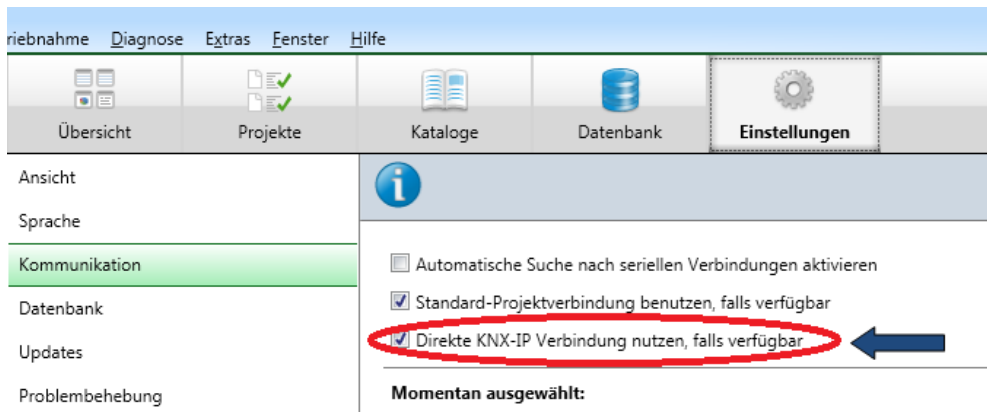 riebnahme Diagnose Extras Fenster Hilfe
Übersicht Projekte Kataloge Datenbank Einstellungen
Ansicht
Sprache
Kommunikation
Datenbank
Updates
Problembehebung
Automatische Suche nach seriellen Verbindungen aktivieren
Standard-Projektverbindung benutzen, falls verfügbar
Direkte KNX-IP Verbindung nutzen, falls verfügbar
Momentan ausgewählt: